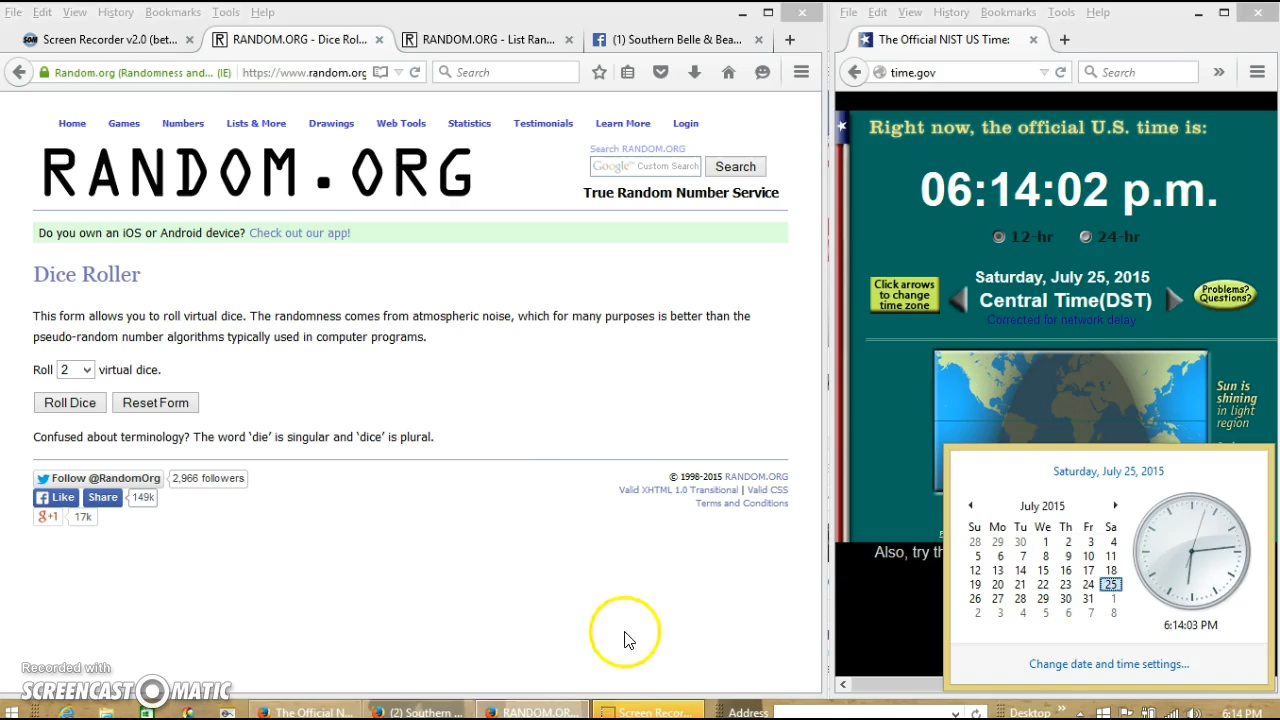 File Edit View History Bookmarks Tools Help
Screen Recorder v2.0 (bet...
RANDOM.ORG - Dice Rol...
RANDOM.ORG - List Ran...
(1) Southern Belle & Bea...
Random.org (Randomness and... (IE)
https://www.random.org
Search
Home Games Numbers Lists & More Drawings Web Tools Statistics Testimonials Learn More Login
RANDOM.ORG
Search RANDOM.ORG
Google™ Custom Search
Search
True Random Number Service
Do you own an iOS or Android device? Check out our app!
Dice Roller
This form allows you to roll virtual dice. The randomness comes from atmospheric noise, which for many purposes is better than the
pseudo-random number algorithms typically used in computer programs.
Roll 2 virtual dice.
Roll Dice Reset Form
Confused about terminology? The word ‘die’ is singular and ‘dice’ is plural.
Follow @RandomOrg 2,966 followers
Like Share 149k
g+1 17k
© 1998-2015 RANDOM.ORG
Valid XHTML 1.0 Transitional | Valid CSS
Terms and Conditions
Recorded with
SCREENCAST MATIC
File Edit View History Bookmarks Tools Help
The Official NIST US Time:
time.gov
Search
Right now, the official U.S. time is:
06:14:02 p.m.
12-hr 24-hr
Click arrows
to change
time zone
Saturday, July 25, 2015
Central Time(DST)
Corrected for network delay
Problems?
Questions?
Sun is
shining
in light
region
Also, try th
Saturday, July 25, 2015
July 2015
Su Mo Tu We Th Fr Sa
28 29 30 1 2 3 4
5 6 7 8 9 10 11
12 13 14 15 16 17 18
19 20 21 22 23 24 25
26 27 28 29 30 31 1
2 3 4 5 6 7 8
6:14:03 PM
Change date and time settings...
The Official N...
(2) Southern ...
RANDOM.OR...
Screen Recor...
Address
Desktop
6:14 PM